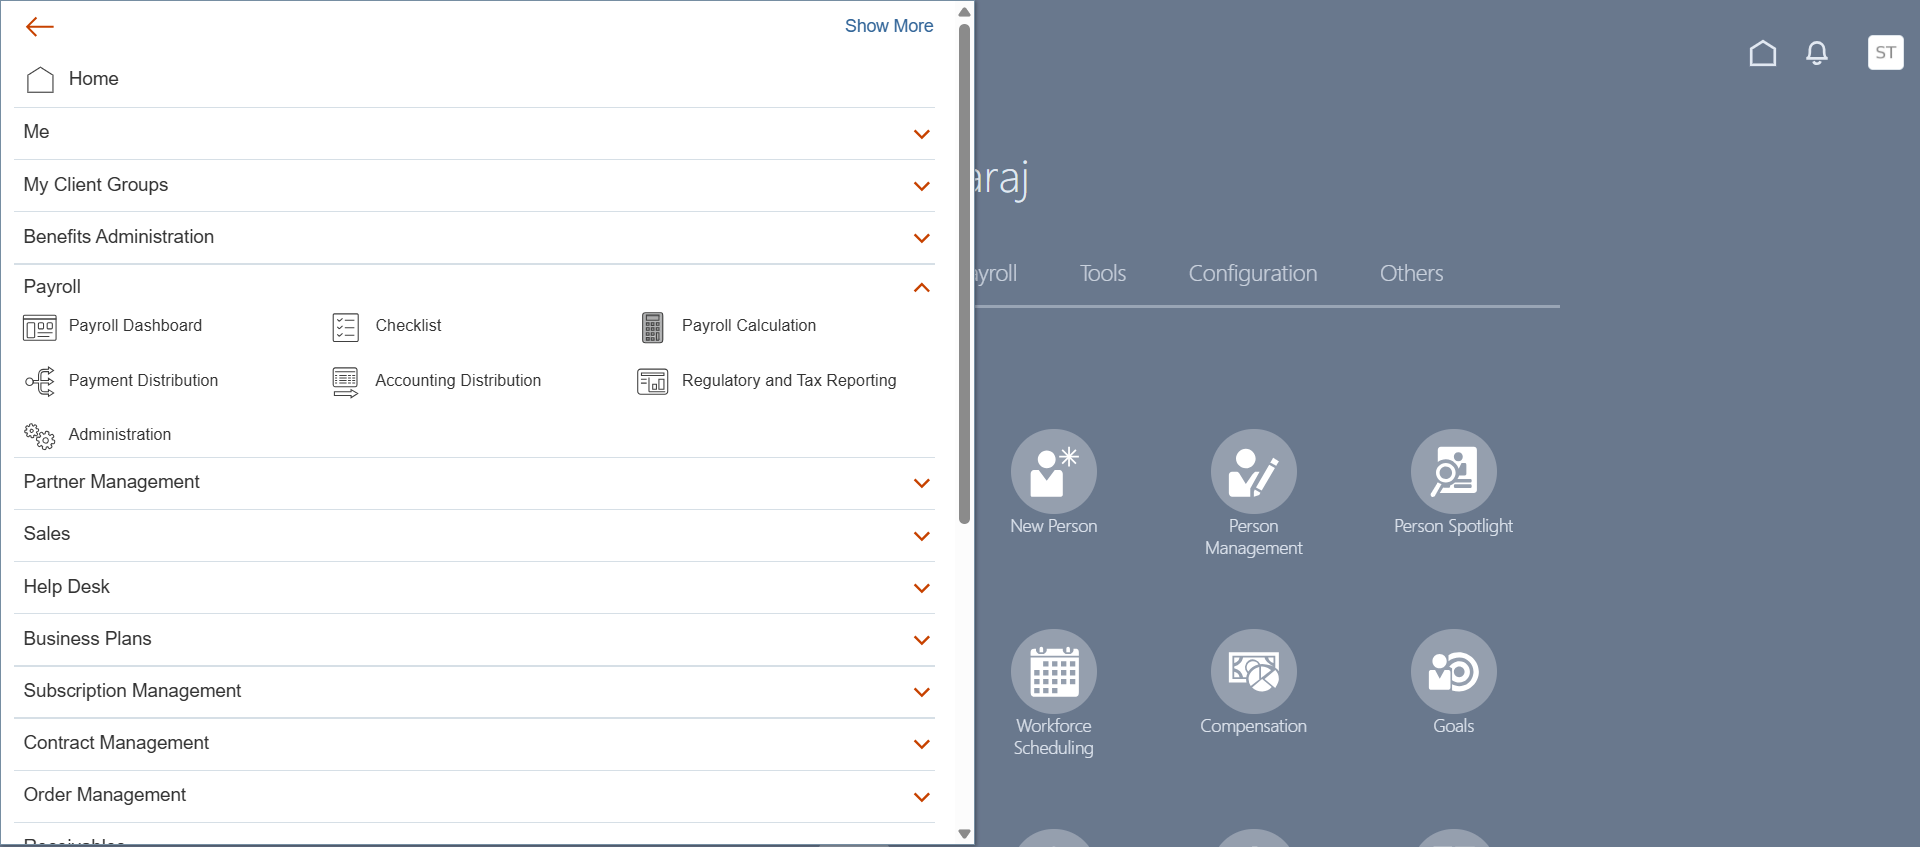 Show More
Home
Me
My Client Groups
Benefits Administration
Payroll
Payroll Dashboard
Checklist
Payroll Calculation
Payment Distribution
Accounting Distribution
Regulatory and Tax Reporting
Administration
Partner Management
Sales
Help Desk
Business Plans
Subscription Management
Contract Management
Order Management
ST
araj
ayroll
Tools
Configuration
Others
New Person
Person
Management
Person Spotlight
Workforce
Scheduling
Compensation
Goals